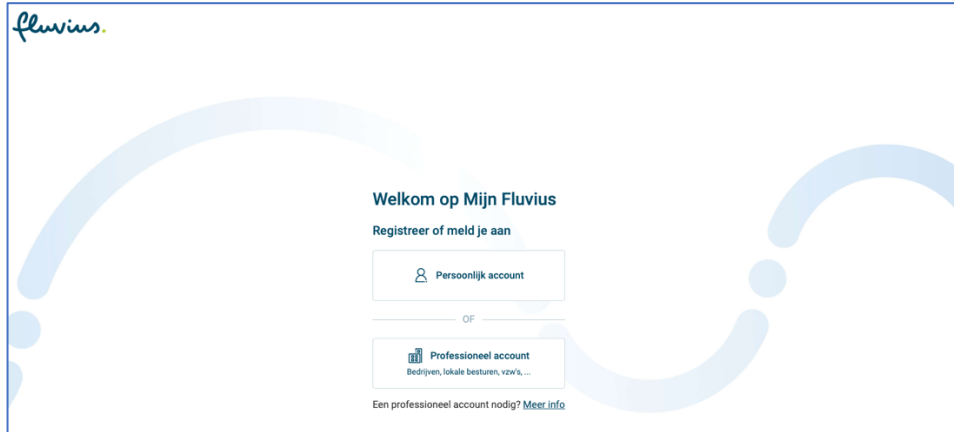 fluvius.
Welkom op Mijn Fluvius
Registreer of meld je aan
Persoonlijk account
OF
Professioneel account
Bedrijven, lokale besturen, vzw's, ...
Een professioneel account nodig? Meer info